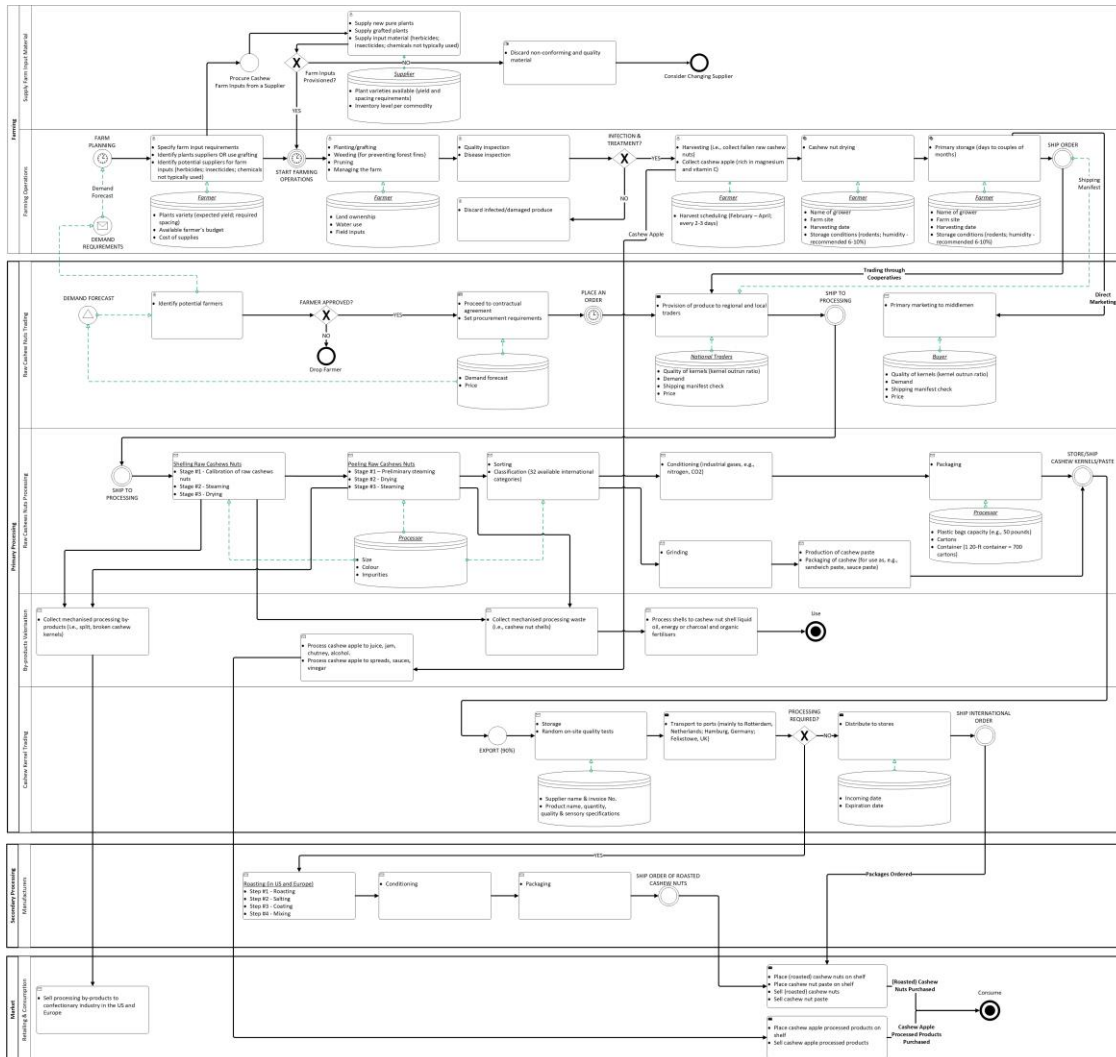 Farming
Supply Farm Input Material
Procure Cashew
Farm Inputs from a Supplier
Supply new pure plants
Supply grafted plants
Supply input material (herbicides;
insecticides; chemicals not typically used)
Farm Inputs
Provisioned?
NO
YES
Supplier
Plant varieties available (yield and
spacing requirements)
Inventory level per commodity
Discard non-conforming and quality
material
Consider Changing Supplier
Farming Operations
FARM
PLANNING
Demand
Forecast
DEMAND
REQUIREMENTS
Specify farm input requirements
Identify plants suppliers OR use grafting
Identify potential suppliers for farm
inputs (herbicides; insecticides; chemicals
not typically used)
Farmer
Plants variety (expected yield; required
spacing)
Available farmer's budget
Cost of supplies
START FARMING
OPERATIONS
Planting/grafting
Weeding (for preventing forest fires)
Pruning
Managing the farm
Farmer
Land ownership
Water use
Field inputs
Quality inspection
Disease inspection
Discard infected/damaged produce
INFECTION &
TREATMENT?
YES
NO
Cashew Apple
Harvesting (i.e., collect fallen raw cashew
nuts)
Collect cashew apple (rich in magnesium
and vitamin C)
Farmer
Harvest scheduling (February – April;
every 2-3 days)
Cashew nut drying
Farmer
Name of grower
Farm site
Harvesting date
Storage conditions (rodents; humidity -
recommended 6-10%)
Primary storage (days to couples of
months)
Farmer
Name of grower
Farm site
Harvesting date
Storage conditions (rodents; humidity -
recommended 6-10%)
SHIP ORDER
Shipping
Manifest
Trading through
Cooperatives
Direct
Marketing
Primary Processing
Raw Cashew Nuts Trading
DEMAND FORECAST
Identify potential farmers
FARMER APPROVED?
YES
NO
Drop Farmer
Proceed to contractual
agreement
Set procurement requirements
Demand forecast
Price
PLACE AN
ORDER
Provision of produce to regional and local
traders
National Traders
Quality of kernels (kernel outrun ratio)
Demand
Shipping manifest check
Price
SHIP TO
PROCESSING
Primary marketing to middlemen
Buyer
Quality of kernels (kernel outrun ratio)
Demand
Shipping manifest check
Price
Raw Cashews Nuts Processing
SHIP TO
PROCESSING
Shelling Raw Cashews Nuts
Stage #1 - Calibration of raw cashews
nuts
Stage #2 - Steaming
Stage #3 - Drying
Peeling Raw Cashews Nuts
Stage #1 – Preliminary steaming
Stage #2 - Drying
Stage #3 - Steaming
Processer
Size
Colour
Impurities
Sorting
Classification (32 available international
categories)
Conditioning (industrial gases, e.g.,
nitrogen, CO2)
Packaging
Processer
Plastic bags capacity (e.g., 50 pounds)
Cartons
Container (1 20-ft container = 700
cartons)
STORE/SHIP
CASHEW KERNELS/PASTE
Grinding
Production of cashew paste
Packaging of cashew (for use as, e.g.,
sandwich paste, sauce paste)
By-products Valorisation
Collect mechanised processing by-
products (i.e., split, broken cashew
kernels)
Process cashew apple to juice, jam,
chutney, alcohol.
Process cashew apple to spreads, sauces,
vinegar
Collect mechanised processing waste
(i.e., cashew nut shells)
Process shells to cashew nut shell liquid
oil, energy or charcoal and organic
fertilisers
Use
Cashew Kernel Trading
EXPORT (90%)
Storage
Random on-site quality tests
Supplier name & invoice No.
Product name, quantity,
quality & sensory specifications
Transport to ports (mainly to Rotterdem,
Netherlands; Hamburg, Germany;
Felixstowe, UK)
PROCESSING
REQUIRED?
NO
Distribute to stores
Incoming date
Expiration date
SHIP INTERNATIONAL
ORDER
YES
Secondary Processing
Manufacturers
Roasting (in US and Europe)
Step #1 - Roasting
Step #2 - Salting
Step #3 - Coating
Step #4 - Mixing
Conditioning
Packaging
SHIP ORDER OF ROASTED
CASHEW NUTS
Packages Ordered
Market
Retailing & Consumption
Sell processing by-products to
confectionary industry in the US and
Europe
Place (roasted) cashew nuts on shelf
Place cashew nut paste on shelf
Sell (roasted) cashew nuts
Sell cashew nut paste
(Roasted) Cashew
Nuts Purchased
Consume
Place cashew apple processed products on
shelf
Sell cashew apple processed products
Cashew Apple
Processed Products
Purchased